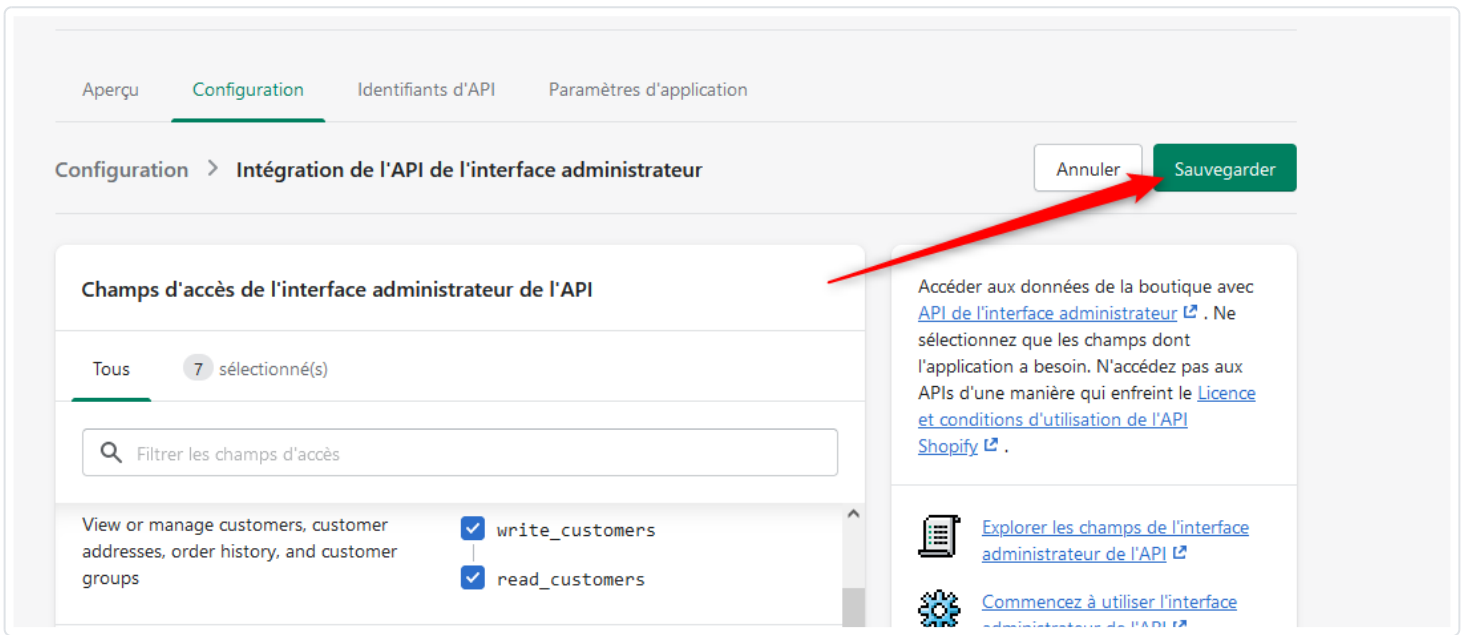 Aperçu Configuration Identifiants d'API Paramètres d'application
Configuration > Intégration de l'API de l'interface administrateur Annuler Sauvegarder
Champs d'accès de l'interface administrateur de l'API
Tous 7 sélectionné(s)
Filtrer les champs d'accès
View or manage customers, customer
addresses, order history, and customer
groups
write_customers
read_customers
Accéder aux données de la boutique avec
API de l'interface administrateur . Ne
sélectionnez que les champs dont
l'application a besoin. N'accédez pas aux
APIs d'une manière qui enfreint le Licence
et conditions d'utilisation de l'API
Shopify .
Explorer les champs de l'interface
administrateur de l'API
Commencez à utiliser l'interface
administrateur de l'API